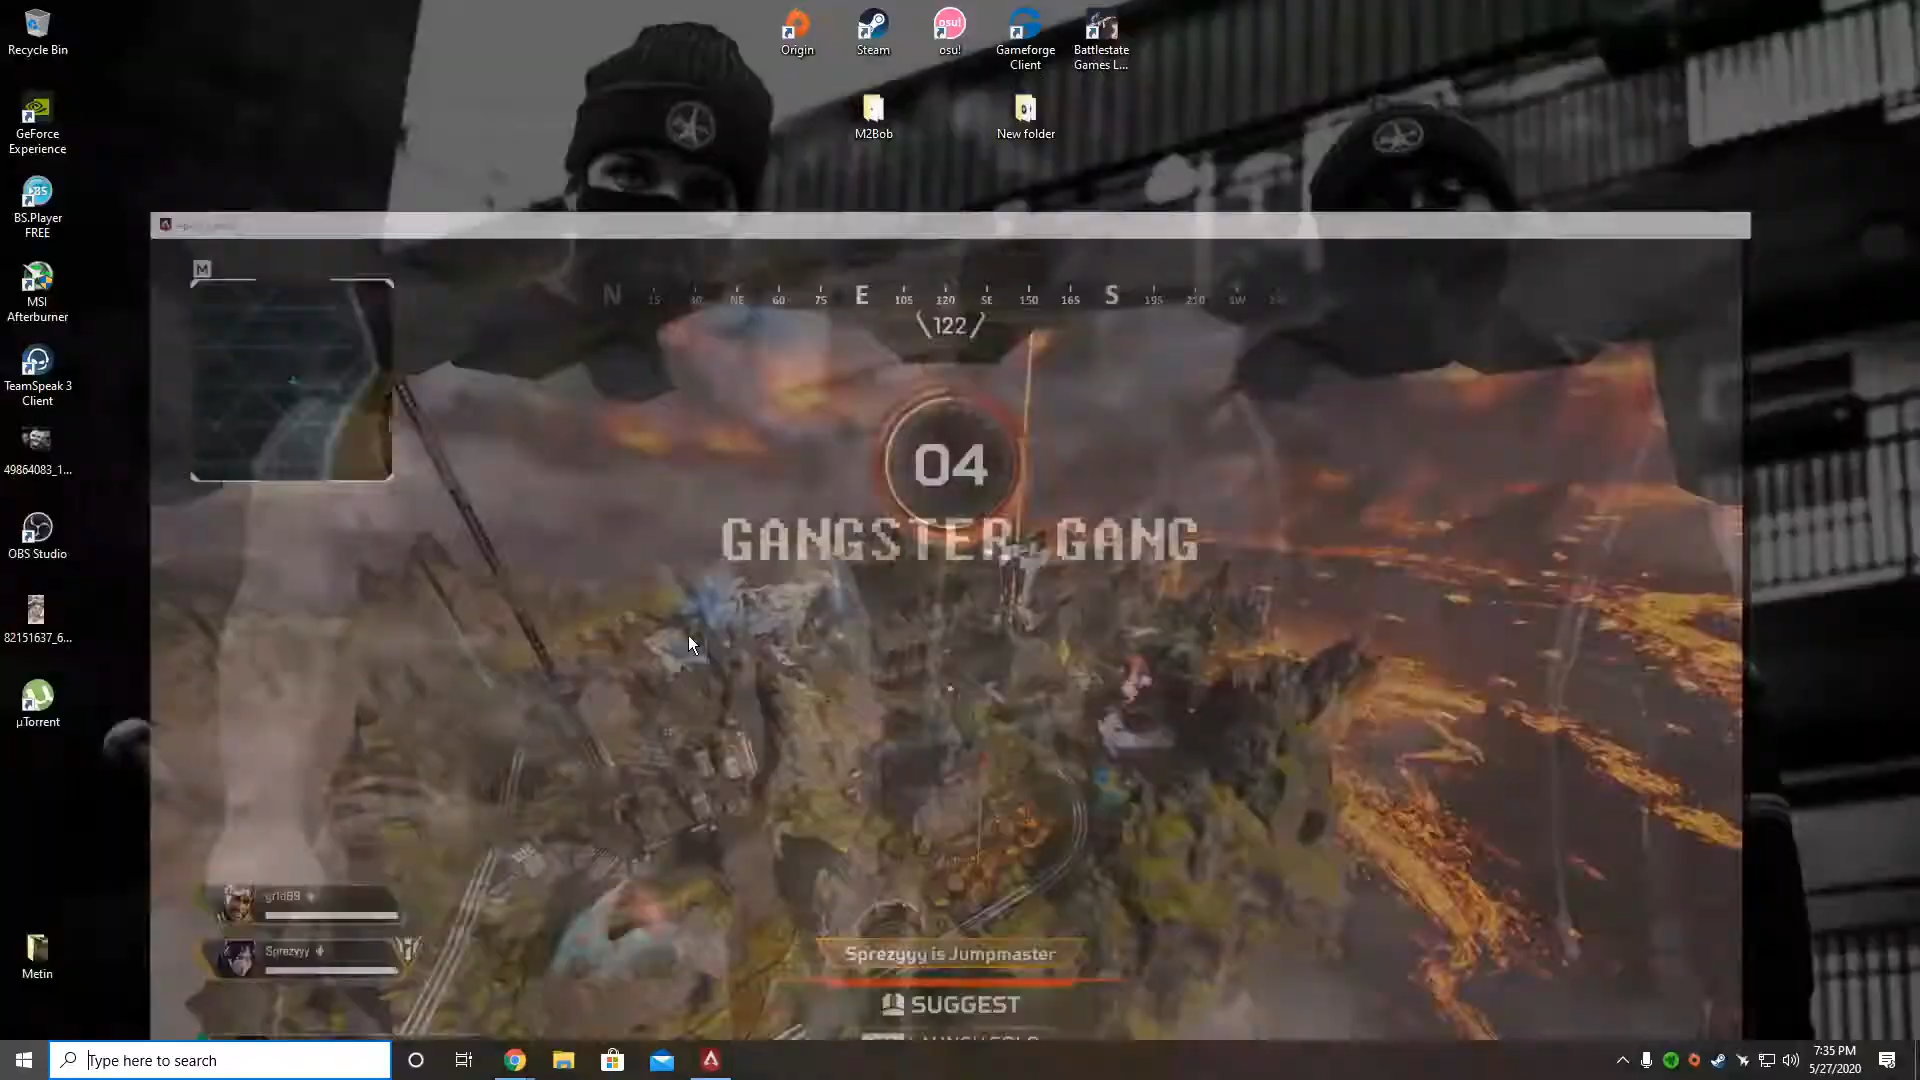 Recycle Bin
Origin
Steam
osu!
Gameforge
Client
Battlestate
Games L...
M2Bob
New folder
GeForce
Experience
BS.Player
FREE
MSI
Afterburner
TeamSpeak 3
Client
49864083_1...
OBS Studio
82151637_6...
µTorrent
Metin
M
N 15 NE 60 75 E 105 120 SE 150 165 S 195 210 SW
122
04
GANGSTER GANG
grid89
Sprezyyy
Sprezyyy is Jumpmaster
SUGGEST
Type here to search
7:35 PM
5/27/2020